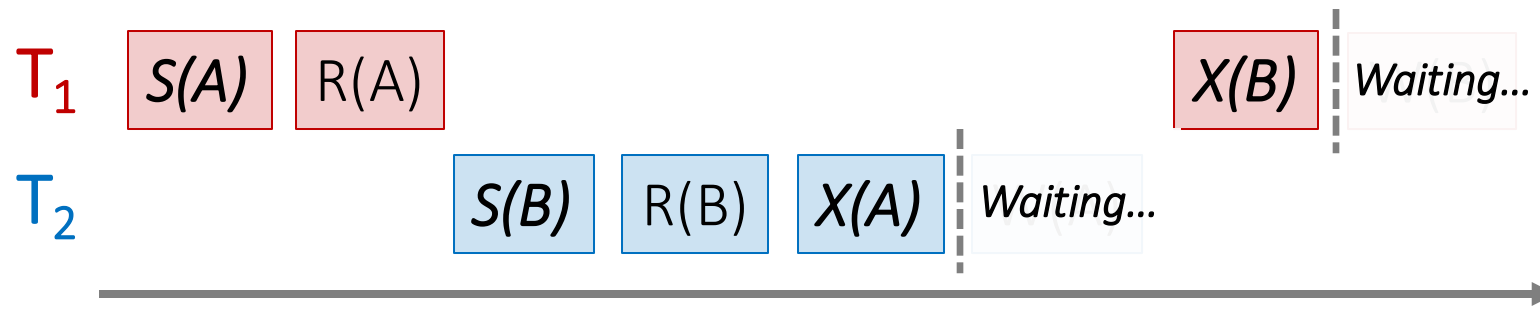 T1 S(A) R(A) X(B) Waiting...
T2 S(B) R(B) X(A) Waiting...